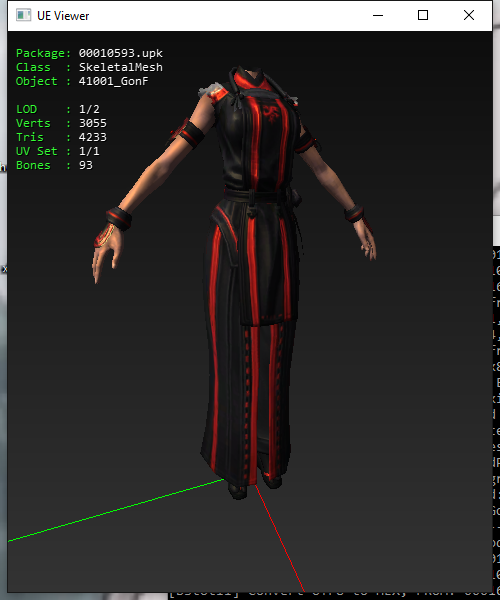 UE Viewer
Package: 00010593.upk
Class : SkeletalMesh
Object : 41001_GonF
LOD : 1/2
Verts : 3055
Tris : 4233
UV Set : 1/1
Bones : 93